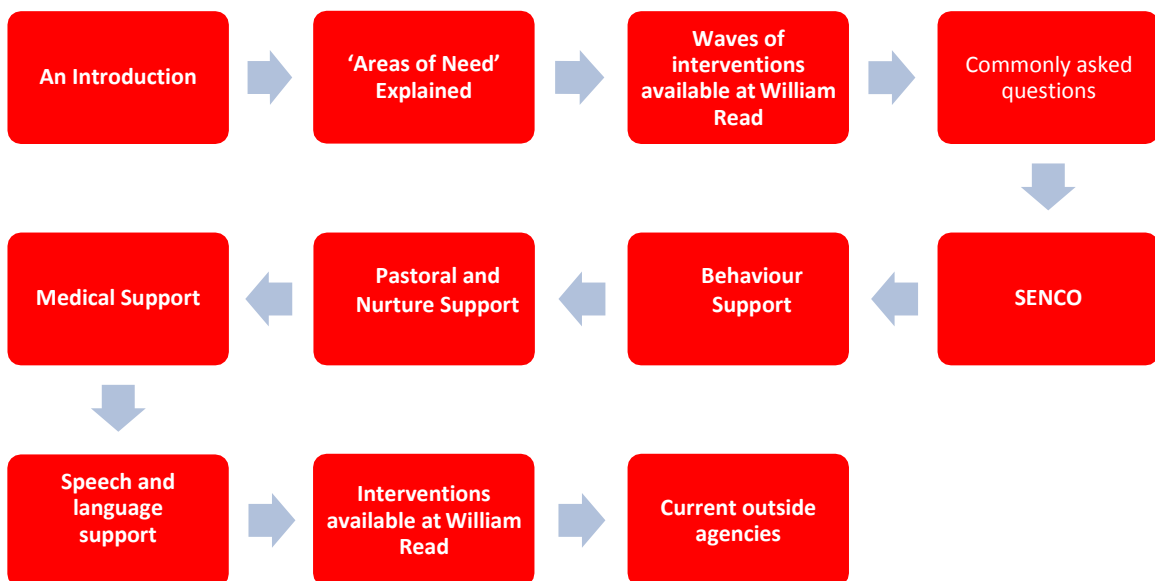 An Introduction
‘Areas of Need’
Explained
Waves of
interventions
available at William
Read
Commonly asked
questions
SENCO
Behaviour
Support
Pastoral and
Nurture Support
Medical Support
Speech and
language
support
Interventions
available at William
Read
Current outside
agencies